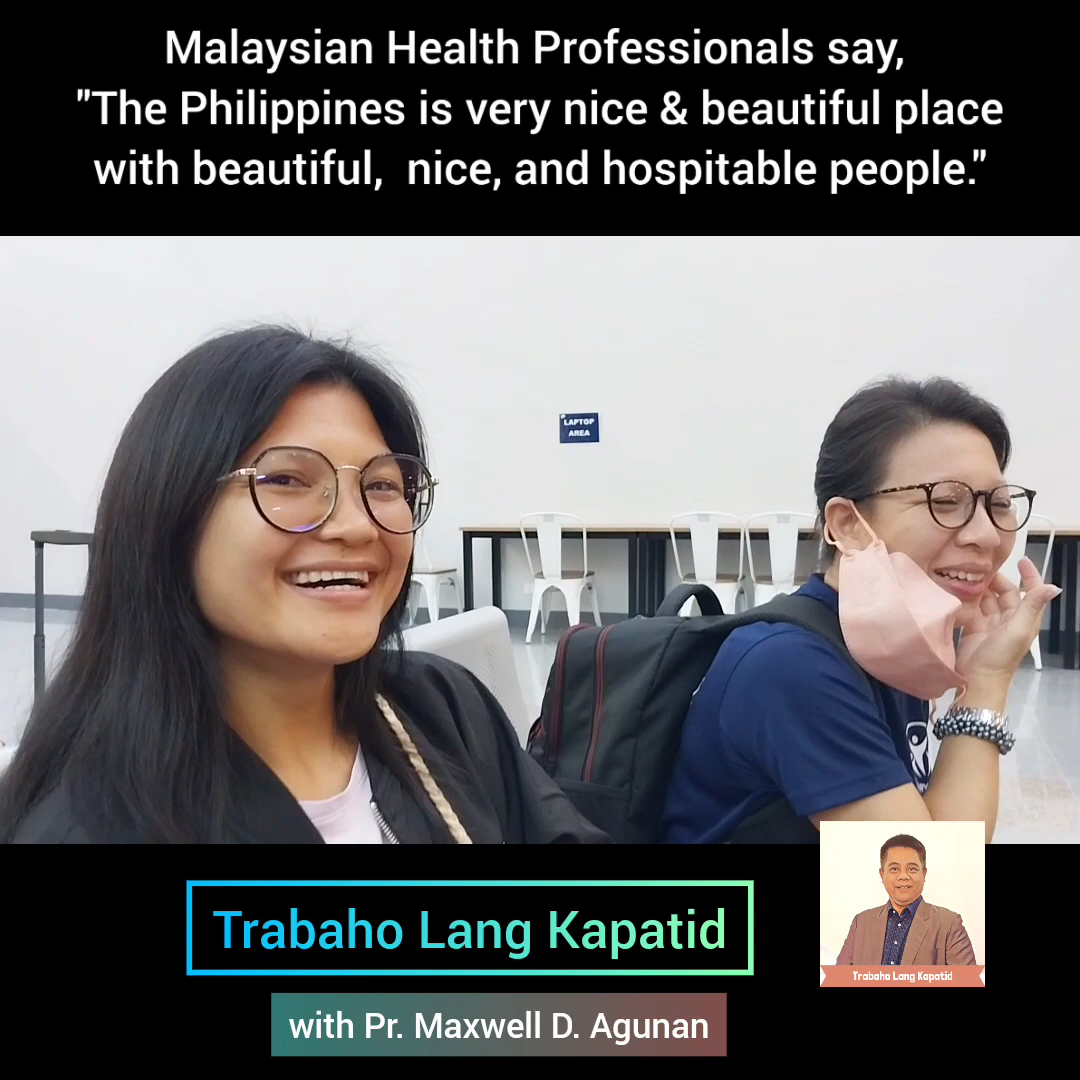 Malaysian Health Professionals say,
"The Philippines is very nice & beautiful place
with beautiful,  nice, and hospitable people."
LAPTOP
AREA
Trabaho Lang Kapatid
Trabaho Lang Kapatid
with Pr. Maxwell D. Agunan